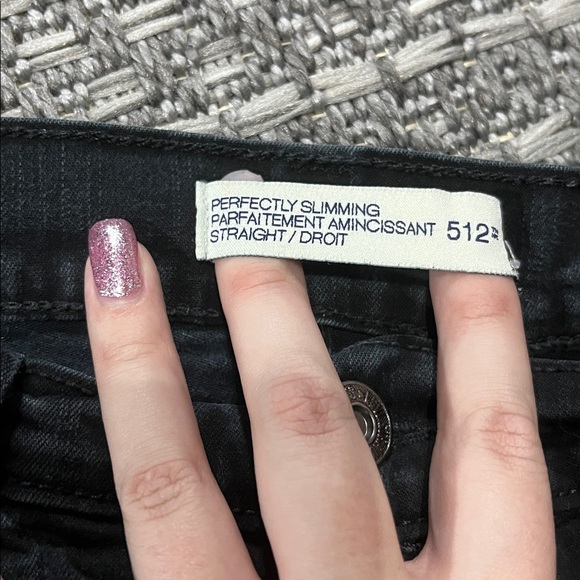 PERFECTLY SLIMMING
PARFAITEMENT AMINCISSANT 512™
STRAIGHT / DROIT